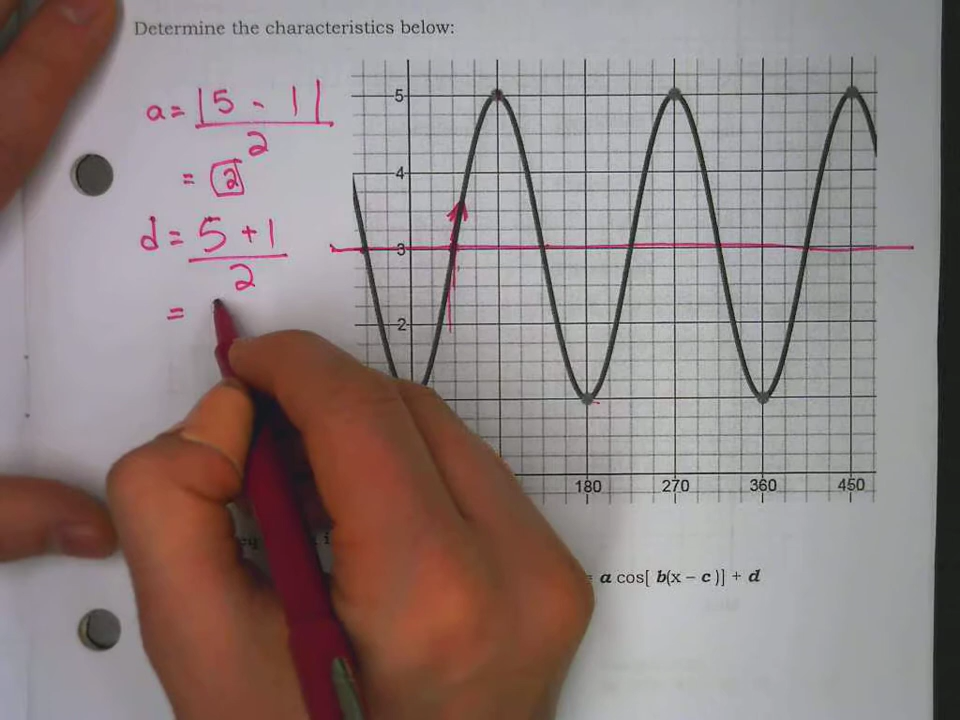 Determine the characteristics below:
a = |5 - 1|
2
= 2
d = 5 + 1
2
=
5
4
3
2
180 270 360 450
a cos[ b(x – c )] + d